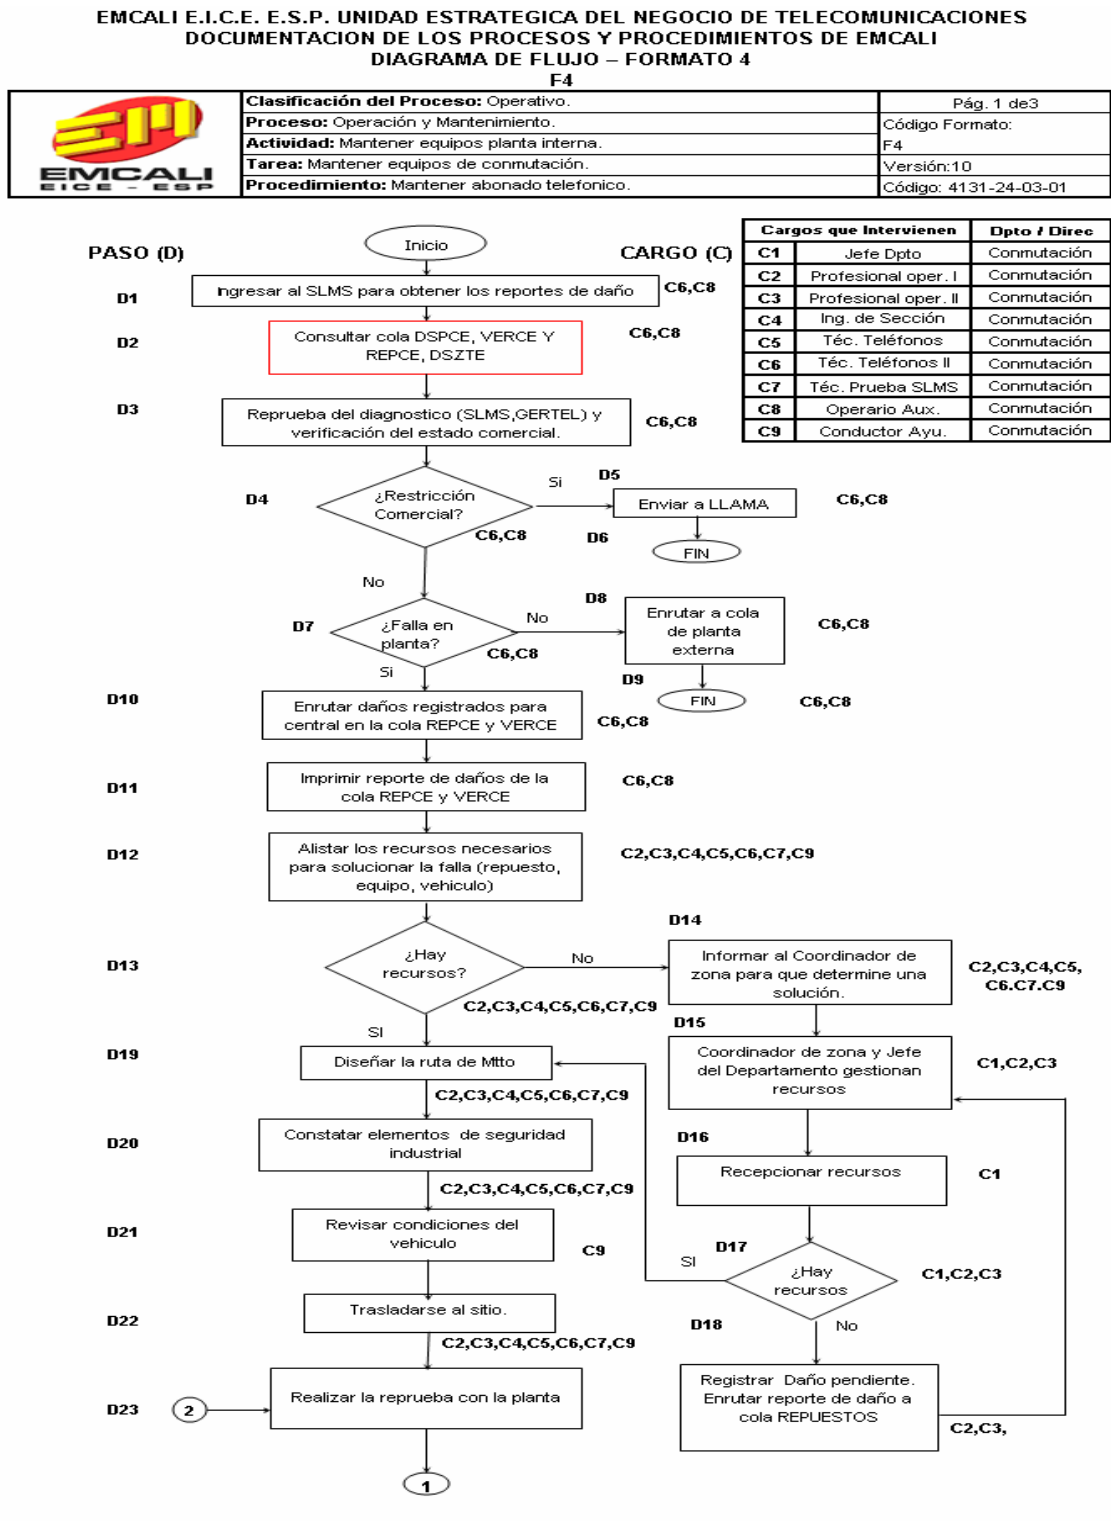 EMCALI E.I.C.E. E.S.P. UNIDAD ESTRATEGICA DEL NEGOCIO DE TELECOMUNICACIONES
DOCUMENTACION DE LOS PROCESOS Y PROCEDIMIENTOS DE EMCALI
DIAGRAMA DE FLUJO – FORMATO 4
F4
EM
EMCALI
EICE - ESP
Clasificación del Proceso: Operativo.
Proceso: Operación y Mantenimiento.
Actividad: Mantener equipos planta interna.
Tarea: Mantener equipos de conmutación.
Procedimiento: Mantener abonado telefonico.
Pág. 1 de3
Código Formato:
F4
Versión:10
Código: 4131-24-03-01
PASO (D)
Inicio
CARGO (C)
Cargos que Intervienen Dpto / Direc
C1 Jefe Dpto Conmutación
C2 Profesional oper. I Conmutación
C3 Profesional oper. II Conmutación
C4 Ing. de Sección Conmutación
C5 Téc. Teléfonos Conmutación
C6 Téc. Teléfonos II Conmutación
C7 Téc. Prueba SLMS Conmutación
C8 Operario Aux. Conmutación
C9 Conductor Ayu. Conmutación
D1
Ingresar al SLMS para obtener los reportes de daño
C6,C8
D2
Consultar cola DSPCE, VERCE Y
REPCE, DSZTE
C6,C8
D3
Reprueba del diagnostico (SLMS,GERTEL) y
verificación del estado comercial.
C6,C8
D4
¿Restricción
Comercial?
C6,C8
Si
D5
Enviar a LLAMA
C6,C8
D6
FIN
No
D7
¿Falla en
planta?
C6,C8
No
D8
Enrutar a cola
de planta
externa
C6,C8
D9
FIN
C6,C8
Si
D10
Enrutar daños registrados para
central en la cola REPCE y VERCE
C6,C8
D11
Imprimir reporte de daños de la
cola REPCE y VERCE
C6,C8
D12
Alistar los recursos necesarios
para solucionar la falla (repuesto,
equipo, vehiculo)
C2,C3,C4,C5,C6,C7,C9
D13
¿Hay
recursos?
C2,C3,C4,C5,C6,C7,C9
No
D14
Informar al Coordinador de
zona para que determine una
solución.
C2,C3,C4,C5,
C6.C7.C9
SI
D15
Coordinador de zona y Jefe
del Departamento gestionan
recursos
C1,C2,C3
D19
Diseñar la ruta de Mtto
C2,C3,C4,C5,C6,C7,C9
D16
Recepcionar recursos
C1
D20
Constatar elementos de seguridad
industrial
C2,C3,C4,C5,C6,C7,C9
D21
Revisar condiciones del
vehiculo
C9
D17
¿Hay
recursos
C1,C2,C3
SI
D22
Trasladarse al sitio.
C2,C3,C4,C5,C6,C7,C9
D18
No
Registrar Daño pendiente.
Enrutar reporte de daño a
cola REPUESTOS
C2,C3,
D23
2
Realizar la reprueba con la planta
1